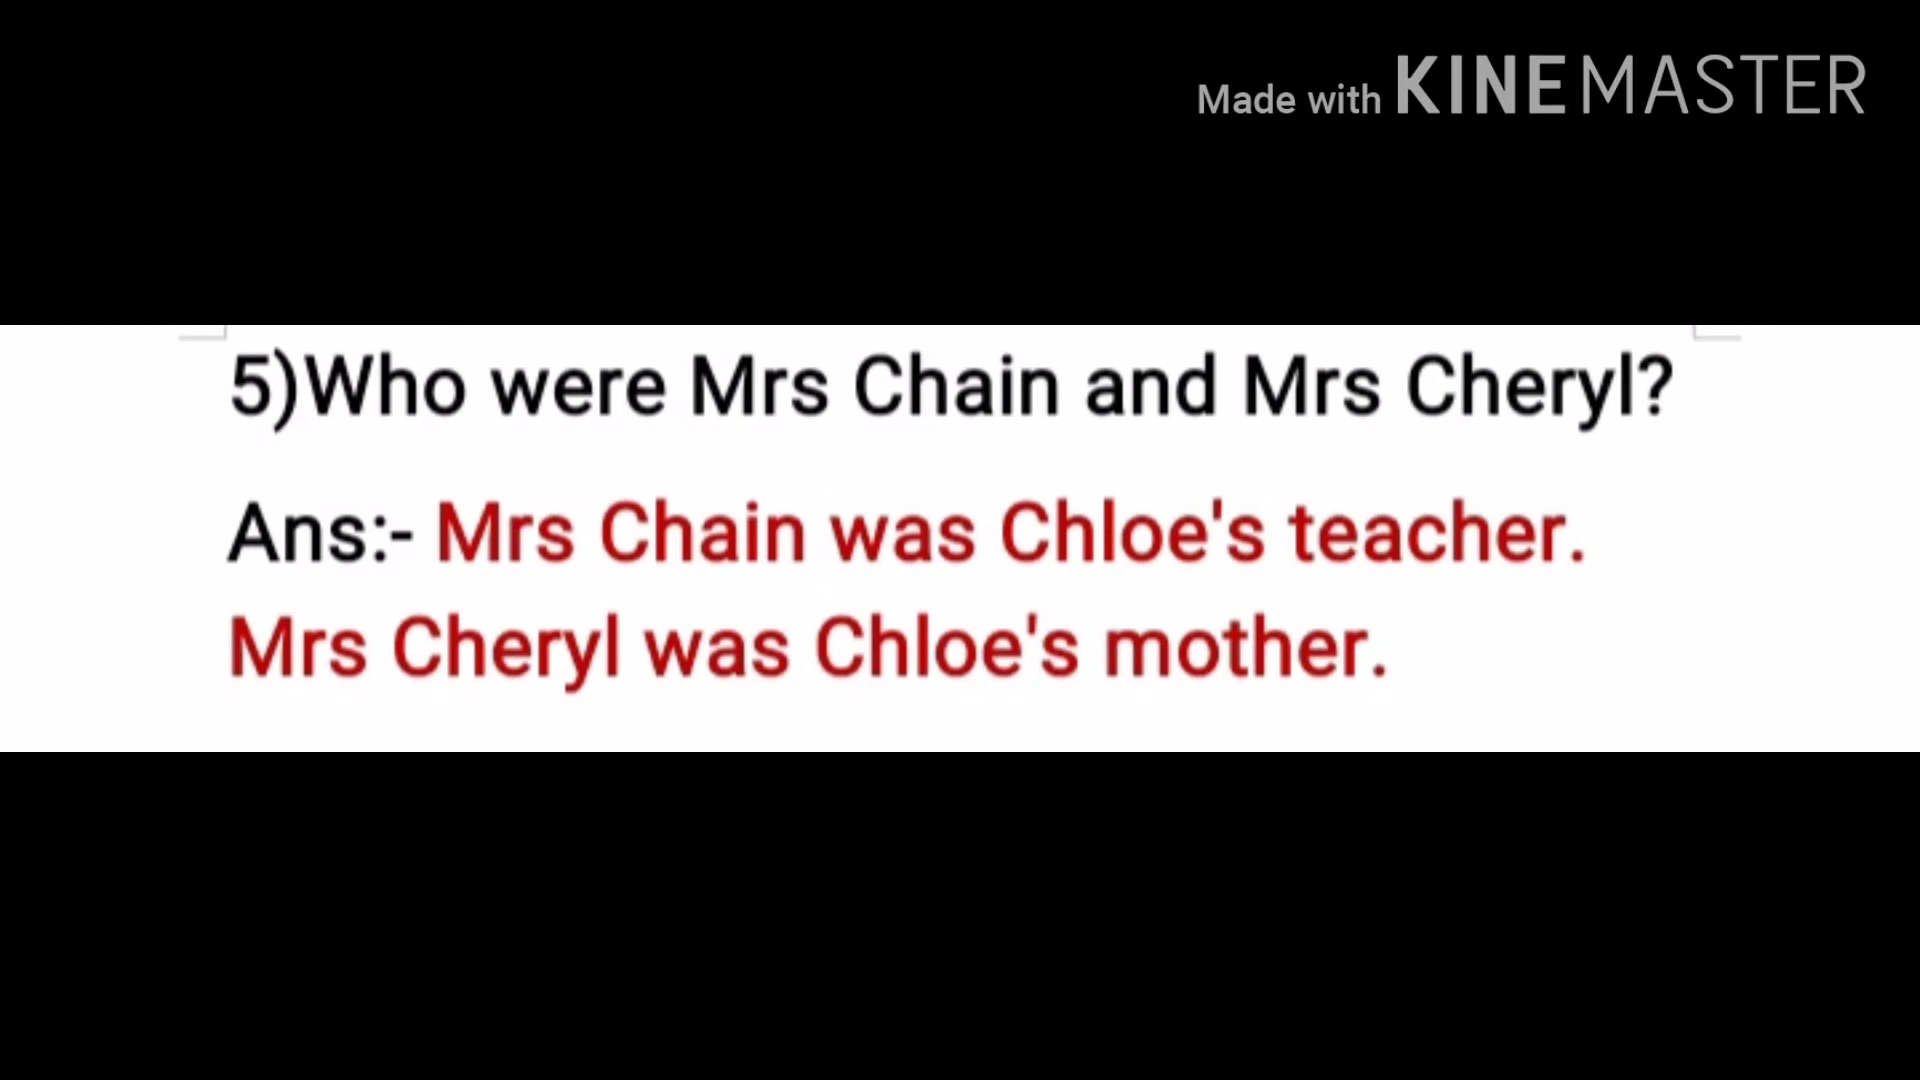 Made with KINEMASTER
5)Who were Mrs Chain and Mrs Cheryl?
Ans:- Mrs Chain was Chloe's teacher.
Mrs Cheryl was Chloe's mother.